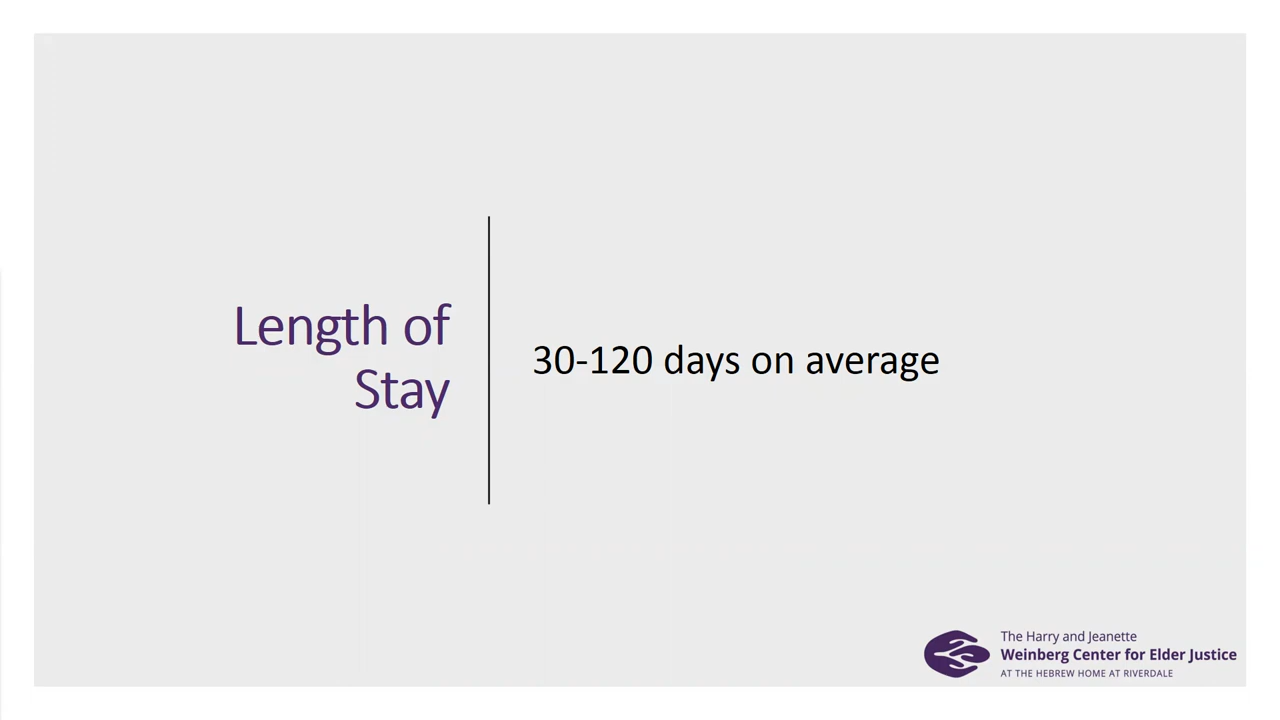 Length of
Stay
30-120 days on average
The Harry and Jeanette
Weinberg Center for Elder Justice
AT THE HEBREW HOME AT RIVERDALE